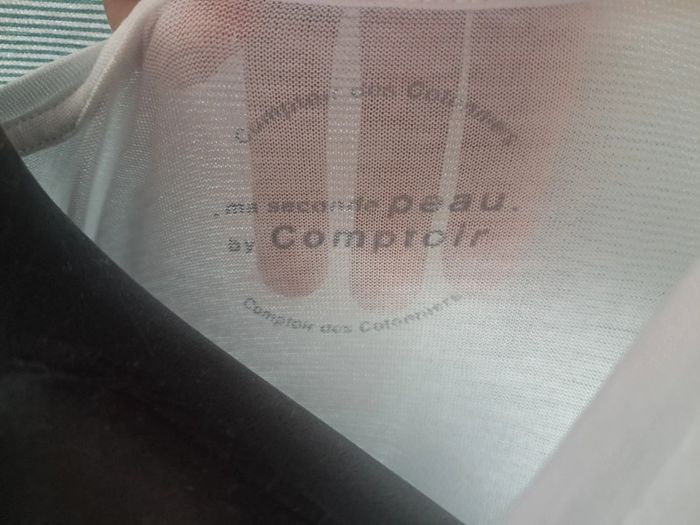 Comptoir des Cotonniers
.ma seconde peau.
by Comptoir
Comptoir des Cotonniers